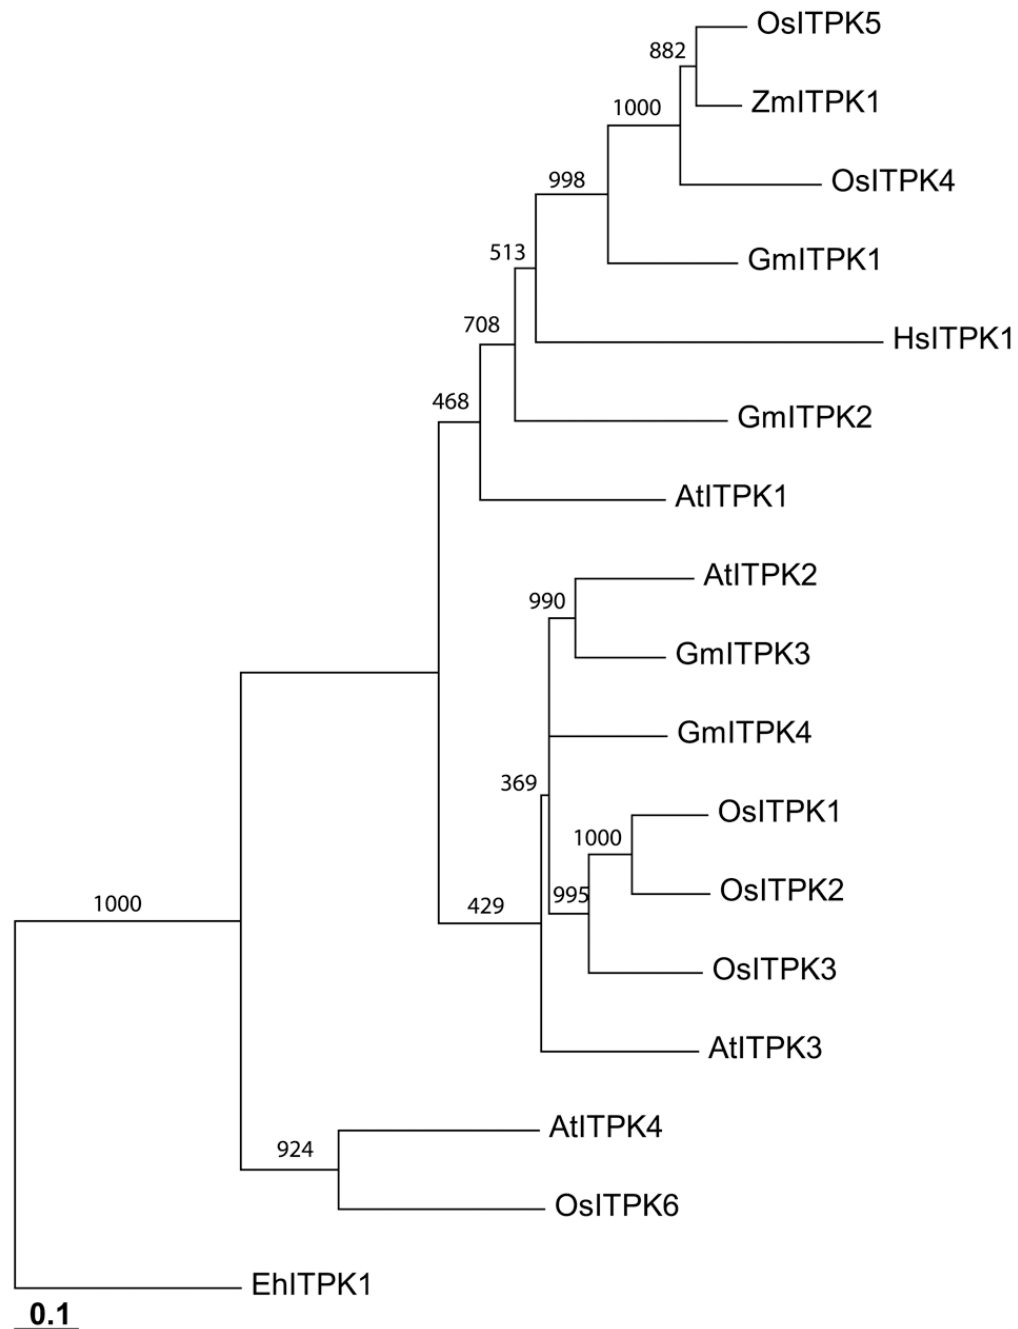 OsITPK5
882
ZmITPK1
1000
OsITPK4
998
GmITPK1
513
HsITPK1
708
GmITPK2
468
AtITPK1
AtITPK2
990
GmITPK3
GmITPK4
369
OsITPK1
1000
OsITPK2
995
429
1000
OsITPK3
AtITPK3
AtITPK4
924
OsITPK6
EhITPK1
0.1